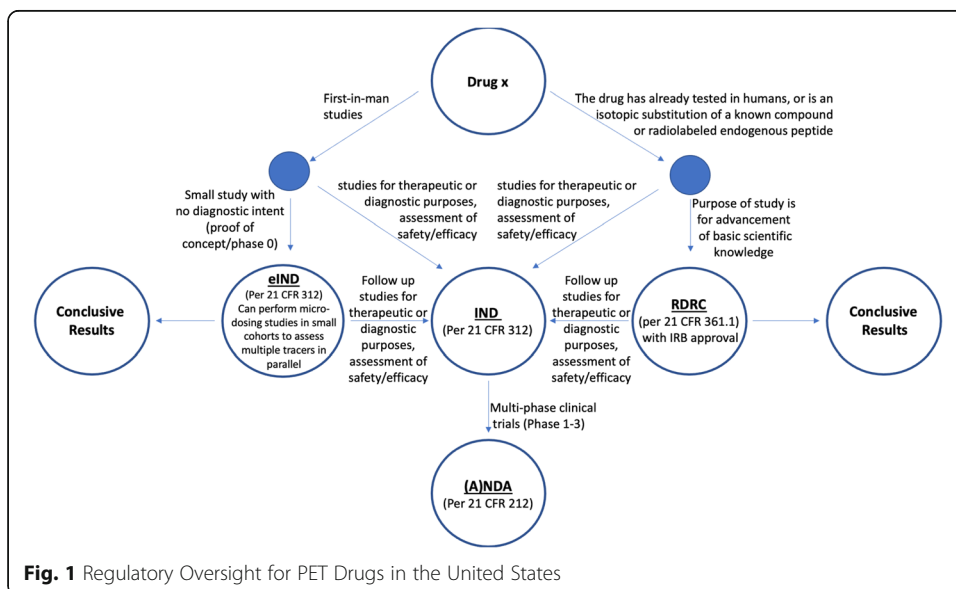 Drug x
First-in-man
studies
The drug has already tested in humans, or is an
isotopic substitution of a known compound
or radiolabeled endogenous peptide
Small study with
no diagnostic intent
(proof of
concept/phase 0)
studies for therapeutic or
diagnostic purposes,
assessment of
safety/efficacy
studies for therapeutic or
diagnostic purposes,
assessment of
safety/efficacy
Purpose of study is
for advancement
of basic scientific
knowledge
Conclusive
Results
eIND
(Per 21 CFR 312)
Can perform micro-
dosing studies in small
cohorts to assess
multiple tracers in
parallel
Follow up
studies for
therapeutic or
diagnostic
purposes,
assessment of
safety/efficacy
IND
(Per 21 CFR 312)
Follow up
studies for
therapeutic or
diagnostic
purposes,
assessment of
safety/efficacy
RDRC
(per 21 CFR 361.1)
with IRB approval
Conclusive
Results
Multi-phase clinical
trials (Phase 1-3)
(A)NDA
(Per 21 CFR 212)
Fig. 1 Regulatory Oversight for PET Drugs in the United States